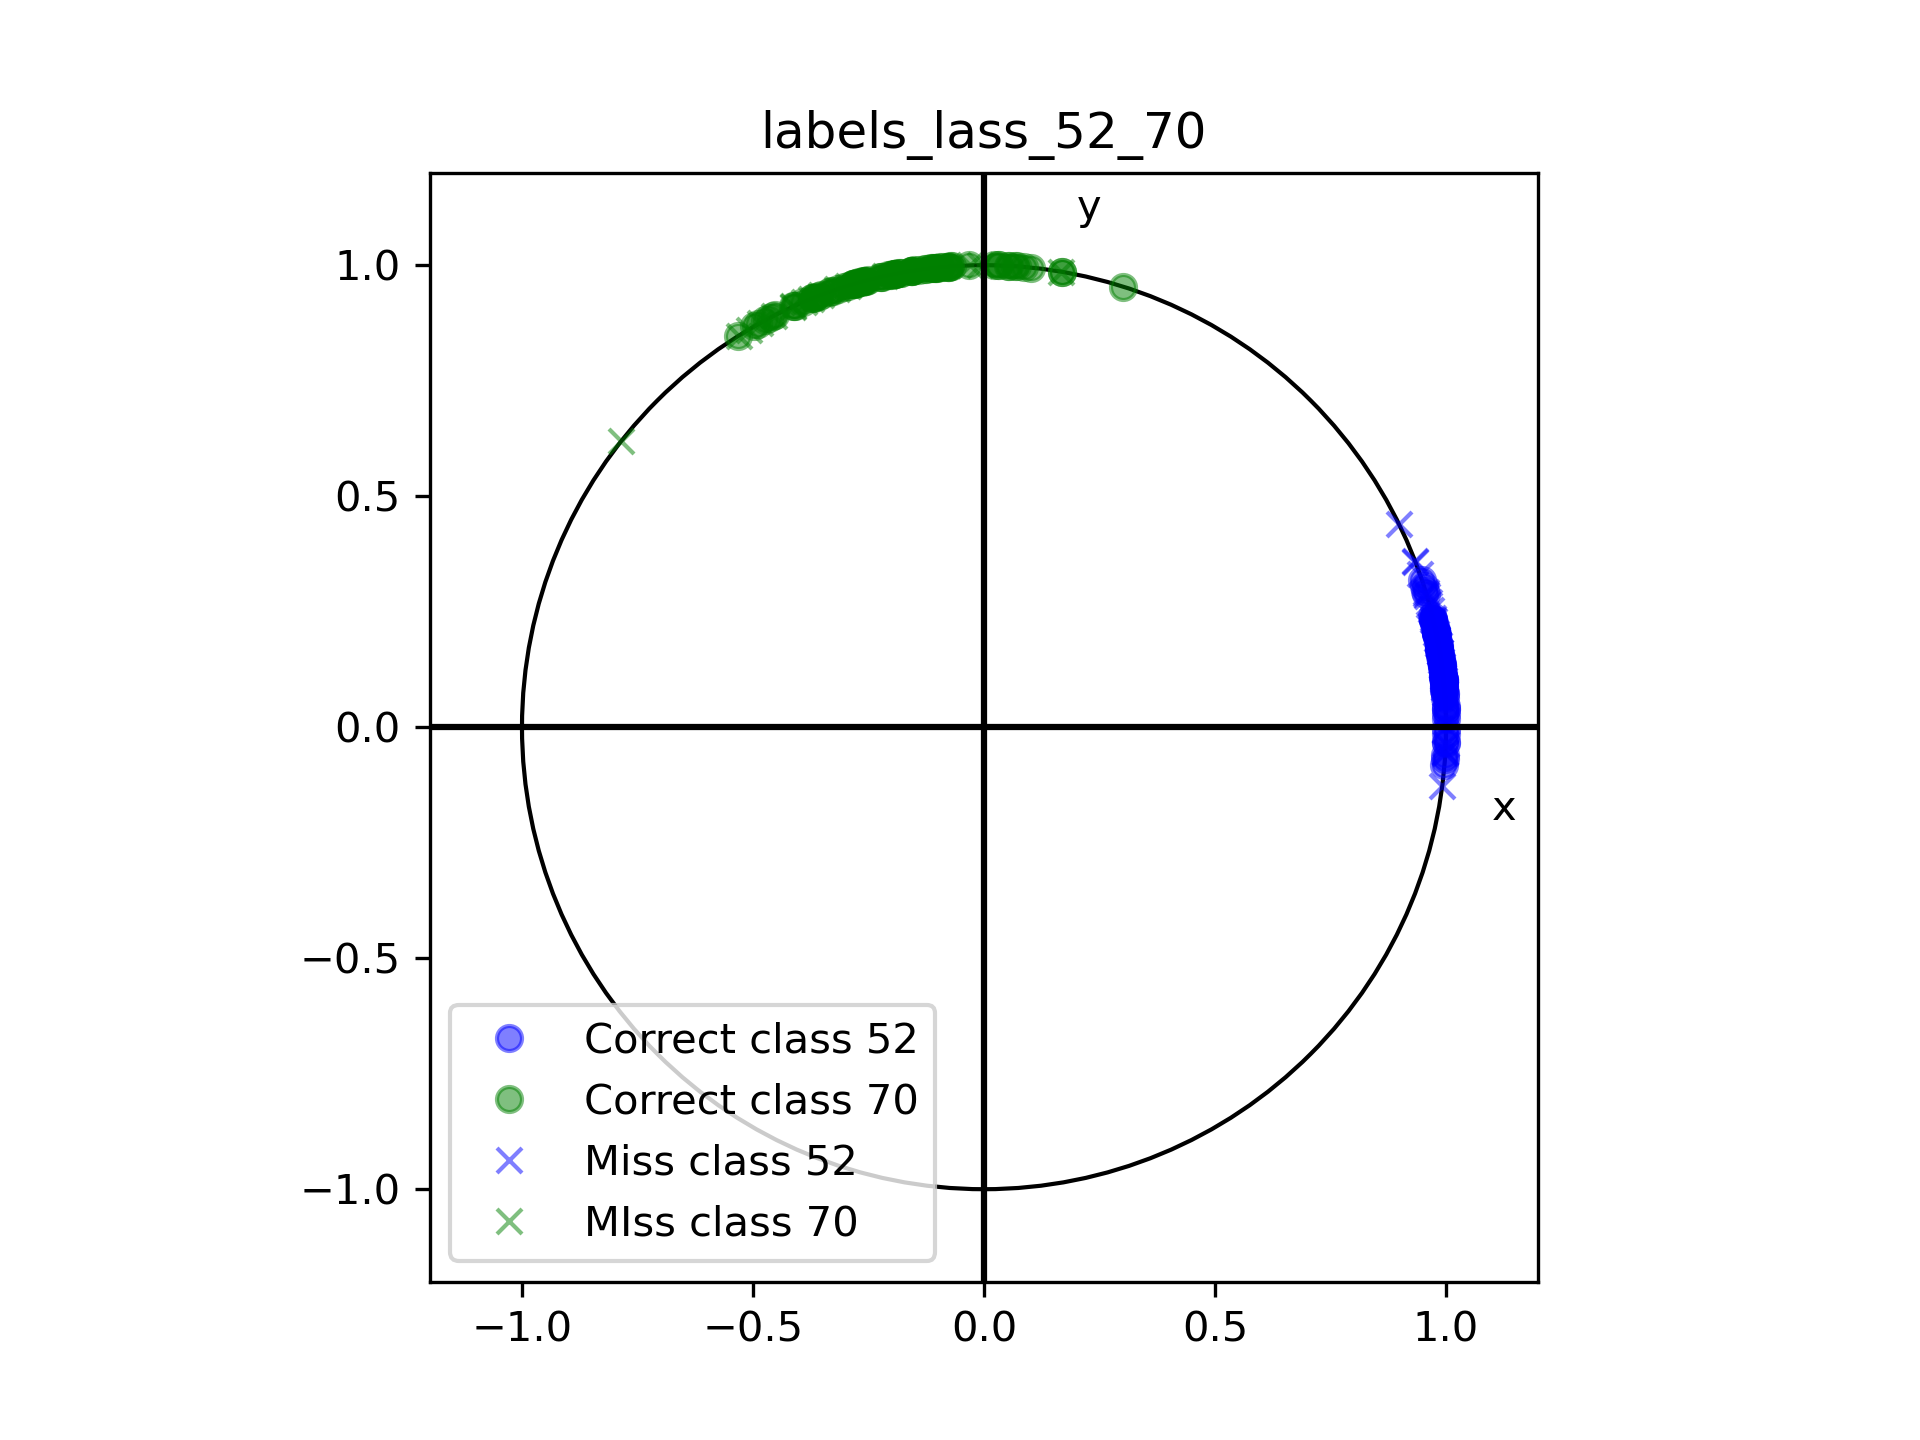 labels_lass_52_70
y
1.0
0.5
0.0
−0.5
−1.0
x
Correct class 52
Correct class 70
Miss class 52
MIss class 70
−1.0 −0.5 0.0 0.5 1.0